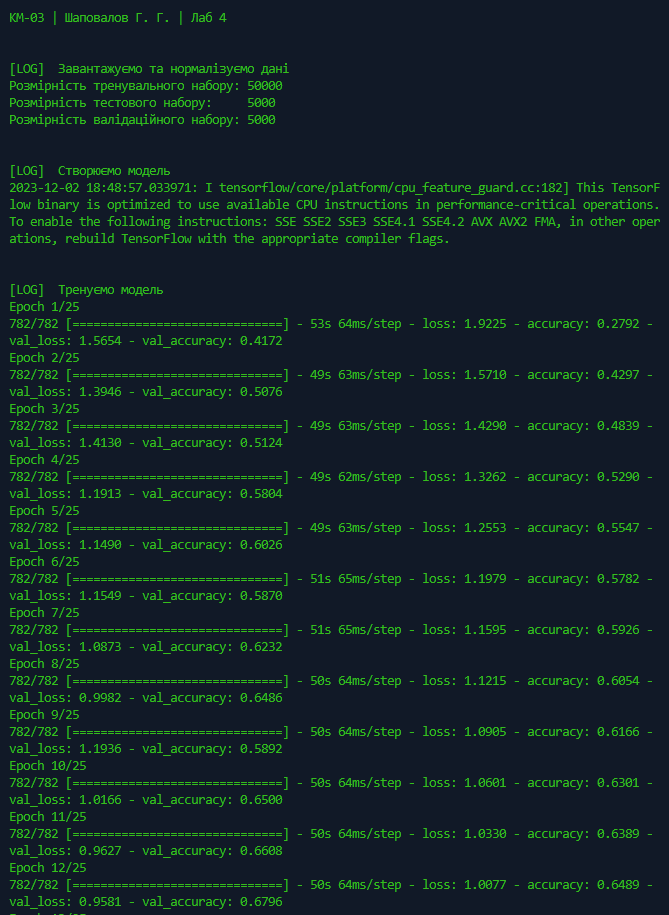 КМ-03 | Шаповалов Г. Г. | Лаб 4
[LOG]  Завантажуємо та нормалізуємо дані
Розмірність тренувального набору: 50000
Розмірність тестового набору:     5000
Розмірність валідаційного набору: 5000
[LOG]  Створюємо модель
2023-12-02 18:48:57.033971: I tensorflow/core/platform/cpu_feature_guard.cc:182] This TensorF
low binary is optimized to use available CPU instructions in performance-critical operations.
To enable the following instructions: SSE SSE2 SSE3 SSE4.1 SSE4.2 AVX AVX2 FMA, in other oper
ations, rebuild TensorFlow with the appropriate compiler flags.
[LOG]  Тренуємо модель
Epoch 1/25
782/782 [==============================] - 53s 64ms/step - loss: 1.9225 - accuracy: 0.2792 -
val_loss: 1.5654 - val_accuracy: 0.4172
Epoch 2/25
782/782 [==============================] - 49s 63ms/step - loss: 1.5710 - accuracy: 0.4297 -
val_loss: 1.3946 - val_accuracy: 0.5076
Epoch 3/25
782/782 [==============================] - 49s 63ms/step - loss: 1.4290 - accuracy: 0.4839 -
val_loss: 1.4130 - val_accuracy: 0.5124
Epoch 4/25
782/782 [==============================] - 49s 62ms/step - loss: 1.3262 - accuracy: 0.5290 -
val_loss: 1.1913 - val_accuracy: 0.5804
Epoch 5/25
782/782 [==============================] - 49s 63ms/step - loss: 1.2553 - accuracy: 0.5547 -
val_loss: 1.1490 - val_accuracy: 0.6026
Epoch 6/25
782/782 [==============================] - 51s 65ms/step - loss: 1.1979 - accuracy: 0.5782 -
val_loss: 1.1549 - val_accuracy: 0.5870
Epoch 7/25
782/782 [==============================] - 51s 65ms/step - loss: 1.1595 - accuracy: 0.5926 -
val_loss: 1.0873 - val_accuracy: 0.6232
Epoch 8/25
782/782 [==============================] - 50s 64ms/step - loss: 1.1215 - accuracy: 0.6054 -
val_loss: 0.9982 - val_accuracy: 0.6486
Epoch 9/25
782/782 [==============================] - 50s 64ms/step - loss: 1.0905 - accuracy: 0.6166 -
val_loss: 1.1936 - val_accuracy: 0.5892
Epoch 10/25
782/782 [==============================] - 50s 64ms/step - loss: 1.0601 - accuracy: 0.6301 -
val_loss: 1.0166 - val_accuracy: 0.6500
Epoch 11/25
782/782 [==============================] - 50s 64ms/step - loss: 1.0330 - accuracy: 0.6389 -
val_loss: 0.9627 - val_accuracy: 0.6608
Epoch 12/25
782/782 [==============================] - 50s 64ms/step - loss: 1.0077 - accuracy: 0.6489 -
val_loss: 0.9581 - val_accuracy: 0.6796